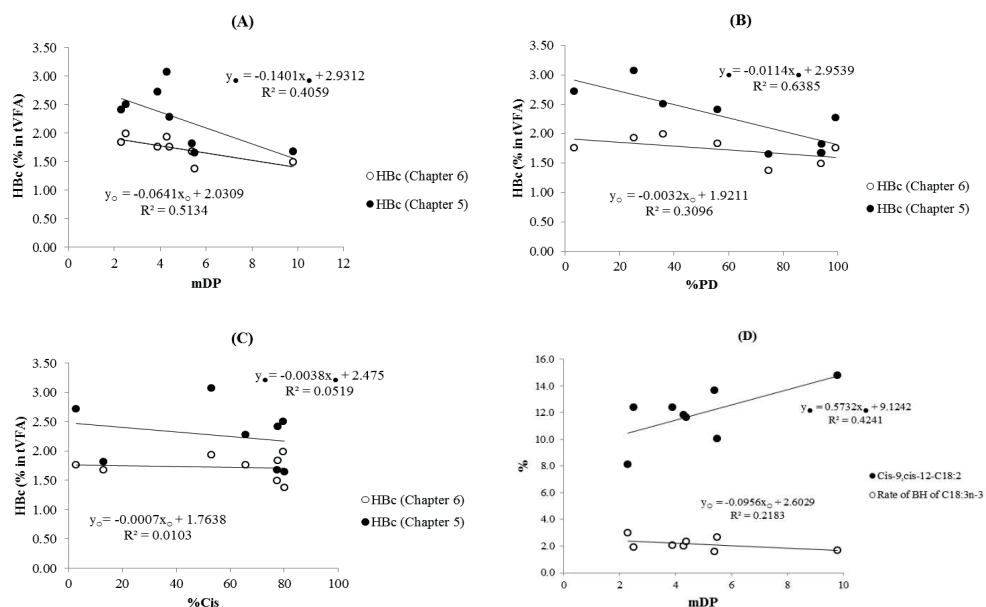 (A)
3.50
3.00
2.50
2.00
1.50
1.00
0.50
0.00
HBc (% in tVFA)
y● = -0.1401x● + 2.9312
R² = 0.4059
y○ = -0.0641x○ + 2.0309
R² = 0.5134
○ HBc (Chapter 6)
● HBc (Chapter 5)
0 2 4 6 8 10 12
mDP
(B)
3.50
3.00
2.50
2.00
1.50
1.00
0.50
0.00
HBc (% in tVFA)
y● = -0.0114x● + 2.9539
R² = 0.6385
y○ = -0.0032x○ + 1.9211
R² = 0.3096
○ HBc (Chapter 6)
● HBc (Chapter 5)
0 20 40 60 80 100
%PD
(C)
3.50
3.00
2.50
2.00
1.50
1.00
0.50
0.00
HBc (% in tVFA)
y● = -0.0038x● + 2.475
R² = 0.0519
y○ = -0.0007x○ + 1.7638
R² = 0.0103
○ HBc (Chapter 6)
● HBc (Chapter 5)
0 20 40 60 80 100
%Cis
(D)
16.0
14.0
12.0
10.0
8.0
6.0
4.0
2.0
0.0
%
y● = 0.5732x● + 9.1242
R² = 0.4241
● Cis-9,cis-12-C18:2
○ Rate of BH of C18:3n-3
y○ = -0.0956x○ + 2.6029
R² = 0.2183
0 2 4 6 8 10
mDP